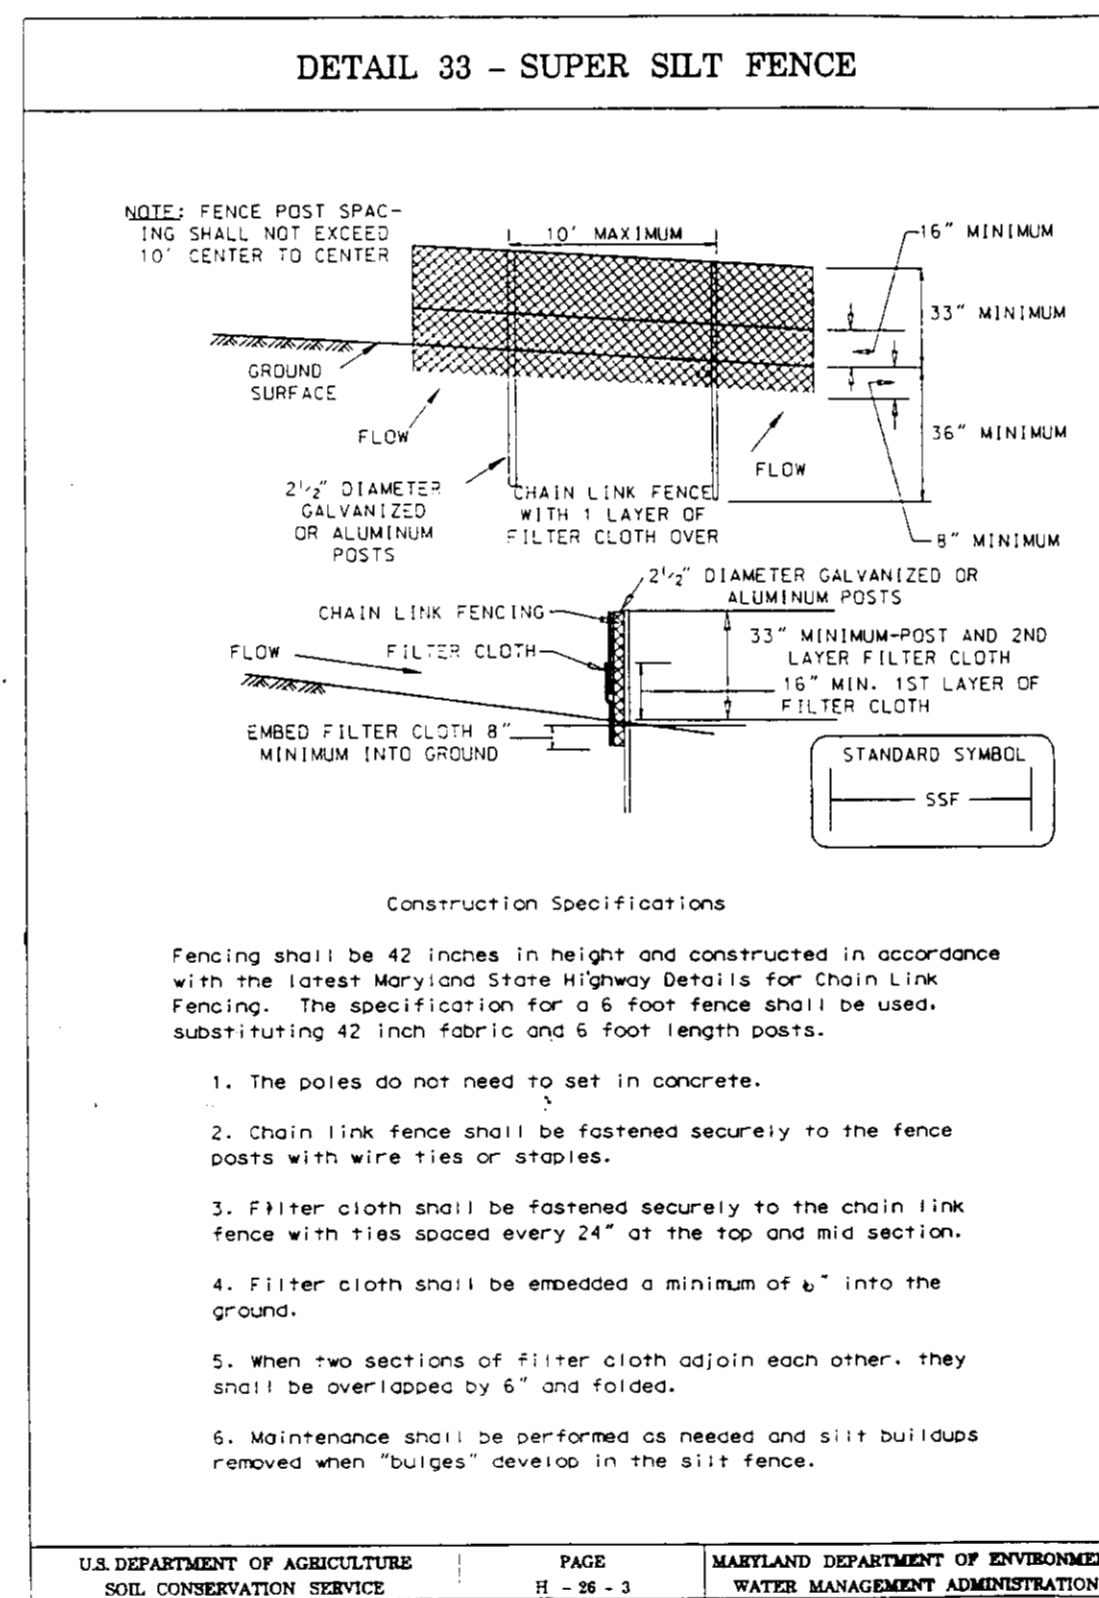 DETAIL 33 - SUPER SILT FENCE
NOTE: FENCE POST SPAC-
ING SHALL NOT EXCEED
10' CENTER TO CENTER
10' MAXIMUM
16" MINIMUM
33" MINIMUM
GROUND
SURFACE
FLOW
36" MINIMUM
FLOW
2 1/2" DIAMETER
GALVANIZED
OR ALUMINUM
POSTS
CHAIN LINK FENCE
WITH 1 LAYER OF
FILTER CLOTH OVER
8" MINIMUM
2 1/2" DIAMETER GALVANIZED OR
ALUMINUM POSTS
CHAIN LINK FENCING
FLOW
FILTER CLOTH
33" MINIMUM-POST AND 2ND
LAYER FILTER CLOTH
16" MIN. 1ST LAYER OF
FILTER CLOTH
EMBED FILTER CLOTH 8"
MINIMUM INTO GROUND
STANDARD SYMBOL
SSF
Construction Specifications
Fencing shall be 42 inches in height and constructed in accordance
with the latest Maryland State Highway Details for Chain Link
Fencing. The specification for a 6 foot fence shall be used,
substituting 42 inch fabric and 6 foot length posts.
1. The poles do not need to set in concrete.
2. Chain link fence shall be fastened securely to the fence
posts with wire ties or staples.
3. Filter cloth shall be fastened securely to the chain link
fence with ties spaced every 24" at the top and mid section.
4. Filter cloth shall be embedded a minimum of into the
ground.
5. When two sections of filter cloth adjoin each other, they
shall be overlapped by 6" and folded.
6. Maintenance shall be performed as needed and silt buildups
removed when "bulges" develop in the silt fence.
U.S. DEPARTMENT OF AGRICULTURE
SOIL CONSERVATION SERVICE
PAGE
H - 26 - 3
MARYLAND DEPARTMENT OF ENVIRONME
WATER MANAGEMENT ADMINISTRATION